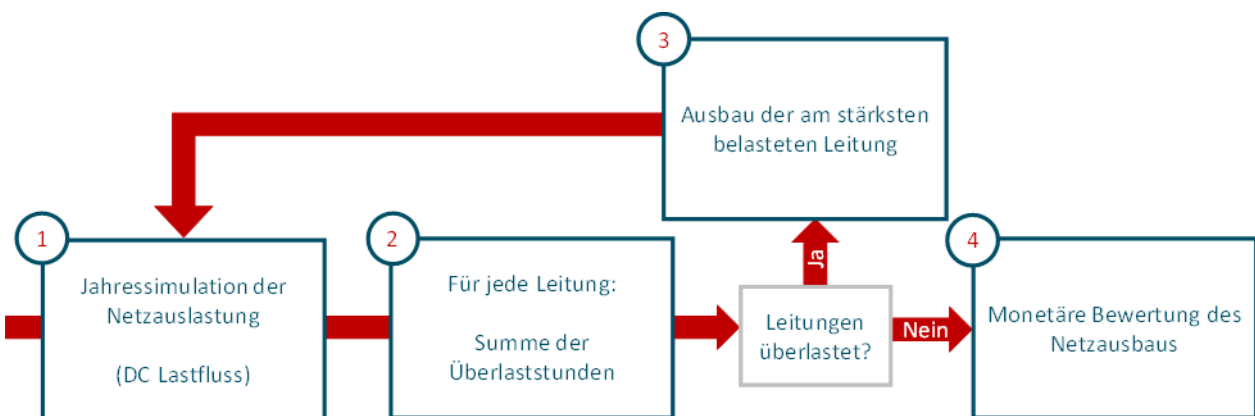 1
Jahressimulation der
Netzauslastung
(DC Lastfluss)
2
Für jede Leitung:
Summe der
Überlaststunden
Leitungen
überlastet?
Ja
3
Ausbau der am stärksten
belasteten Leitung
Nein
4
Monetäre Bewertung des
Netzausbaus